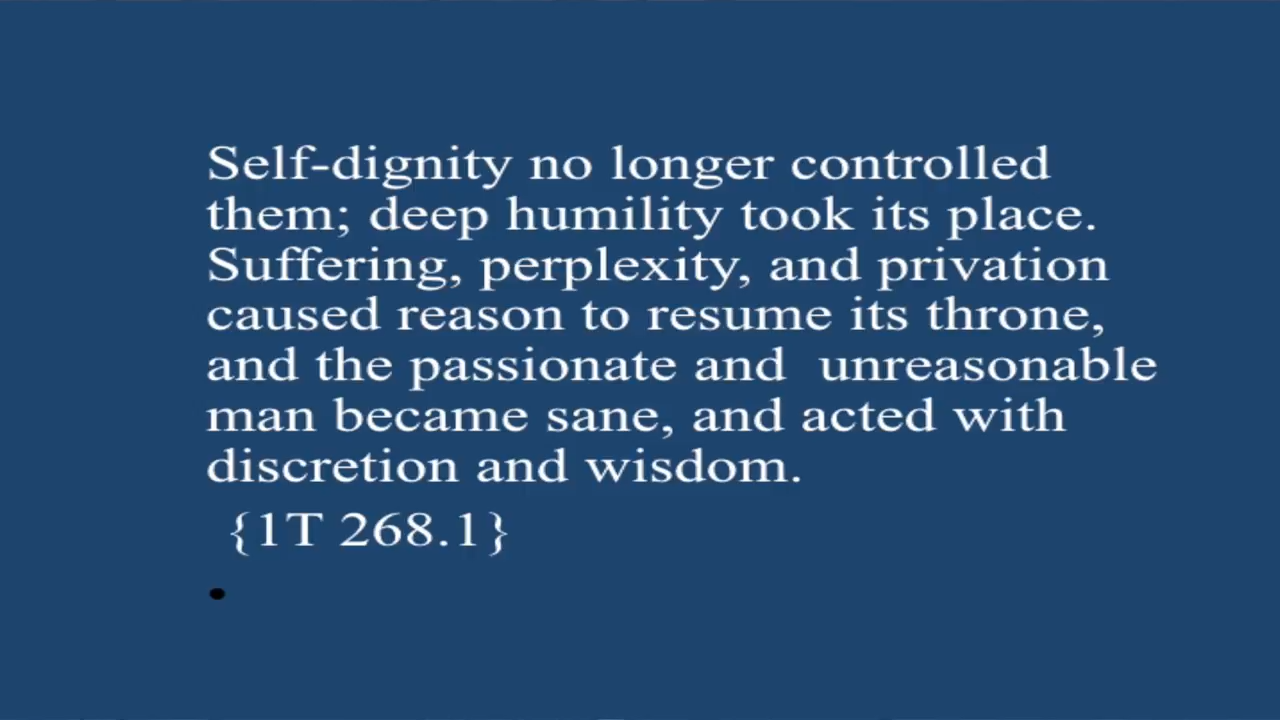 Self-dignity no longer controlled
them; deep humility took its place.
Suffering, perplexity, and privation
caused reason to resume its throne,
and the passionate and  unreasonable
man became sane, and acted with
discretion and wisdom.
{1T 268.1}
•